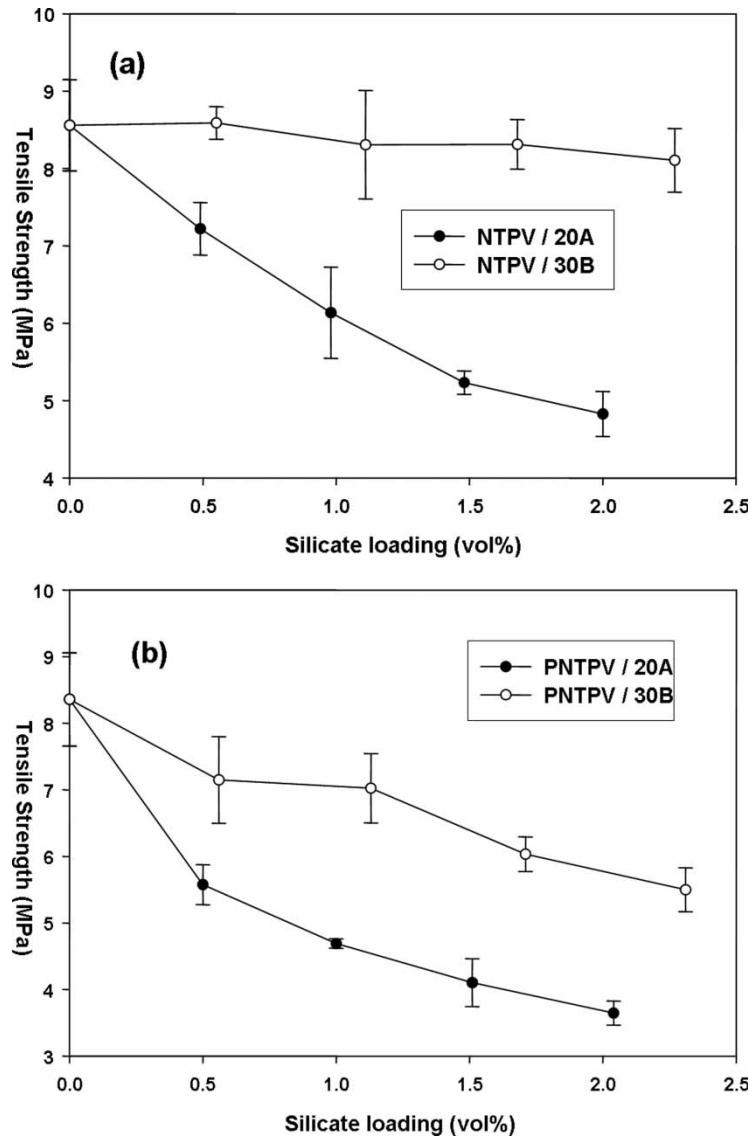 10
(a)
9
8
7
6
5
4
Tensile Strength (MPa)
NTPV / 20A
NTPV / 30B
0.0 0.5 1.0 1.5 2.0 2.5
Silicate loading (vol%)
10
(b)
9
8
7
6
5
4
3
Tensile Strength (MPa)
PNTPV / 20A
PNTPV / 30B
0.0 0.5 1.0 1.5 2.0 2.5
Silicate loading (vol%)